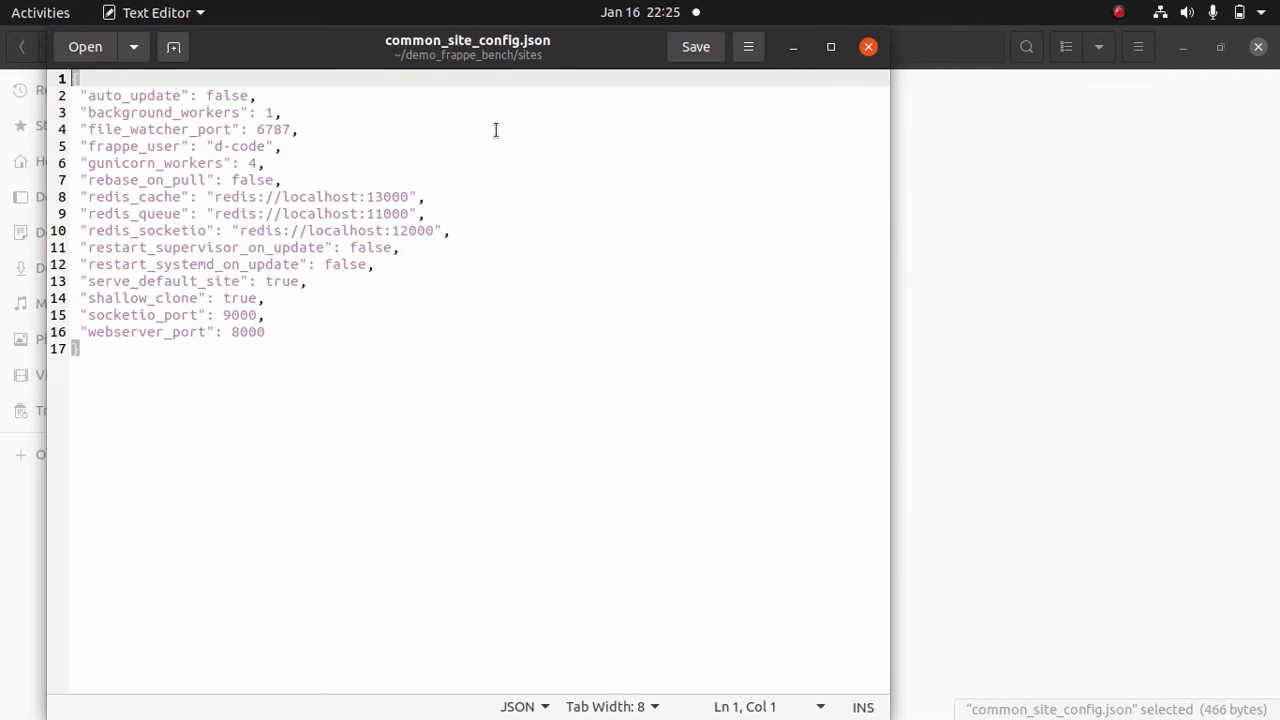 Activities
Text Editor
Jan 16 22:25
Open
common_site_config.json
~/demo_frappe_bench/sites
Save
1 {
2 "auto_update": false,
3 "background_workers": 1,
4 "file_watcher_port": 6787,
5 "frappe_user": "d-code",
6 "gunicorn_workers": 4,
7 "rebase_on_pull": false,
8 "redis_cache": "redis://localhost:13000",
9 "redis_queue": "redis://localhost:11000",
10 "redis_socketio": "redis://localhost:12000",
11 "restart_supervisor_on_update": false,
12 "restart_systemd_on_update": false,
13 "serve_default_site": true,
14 "shallow_clone": true,
15 "socketio_port": 9000,
16 "webserver_port": 8000
17 }
JSON
Tab Width: 8
Ln 1, Col 1
INS
"common_site_config.json" selected (466 bytes)